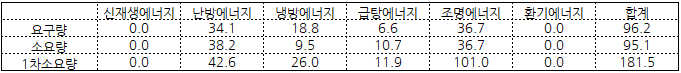 신재생에너지 난방에너지 냉방에너지 급탕에너지 조명에너지 환기에너지 합계
요구량 0.0 34.1 18.8 6.6 36.7 0.0 96.2
소요량 0.0 38.2 9.5 10.7 36.7 0.0 95.1
1차소요량 0.0 42.6 26.0 11.9 101.0 0.0 181.5